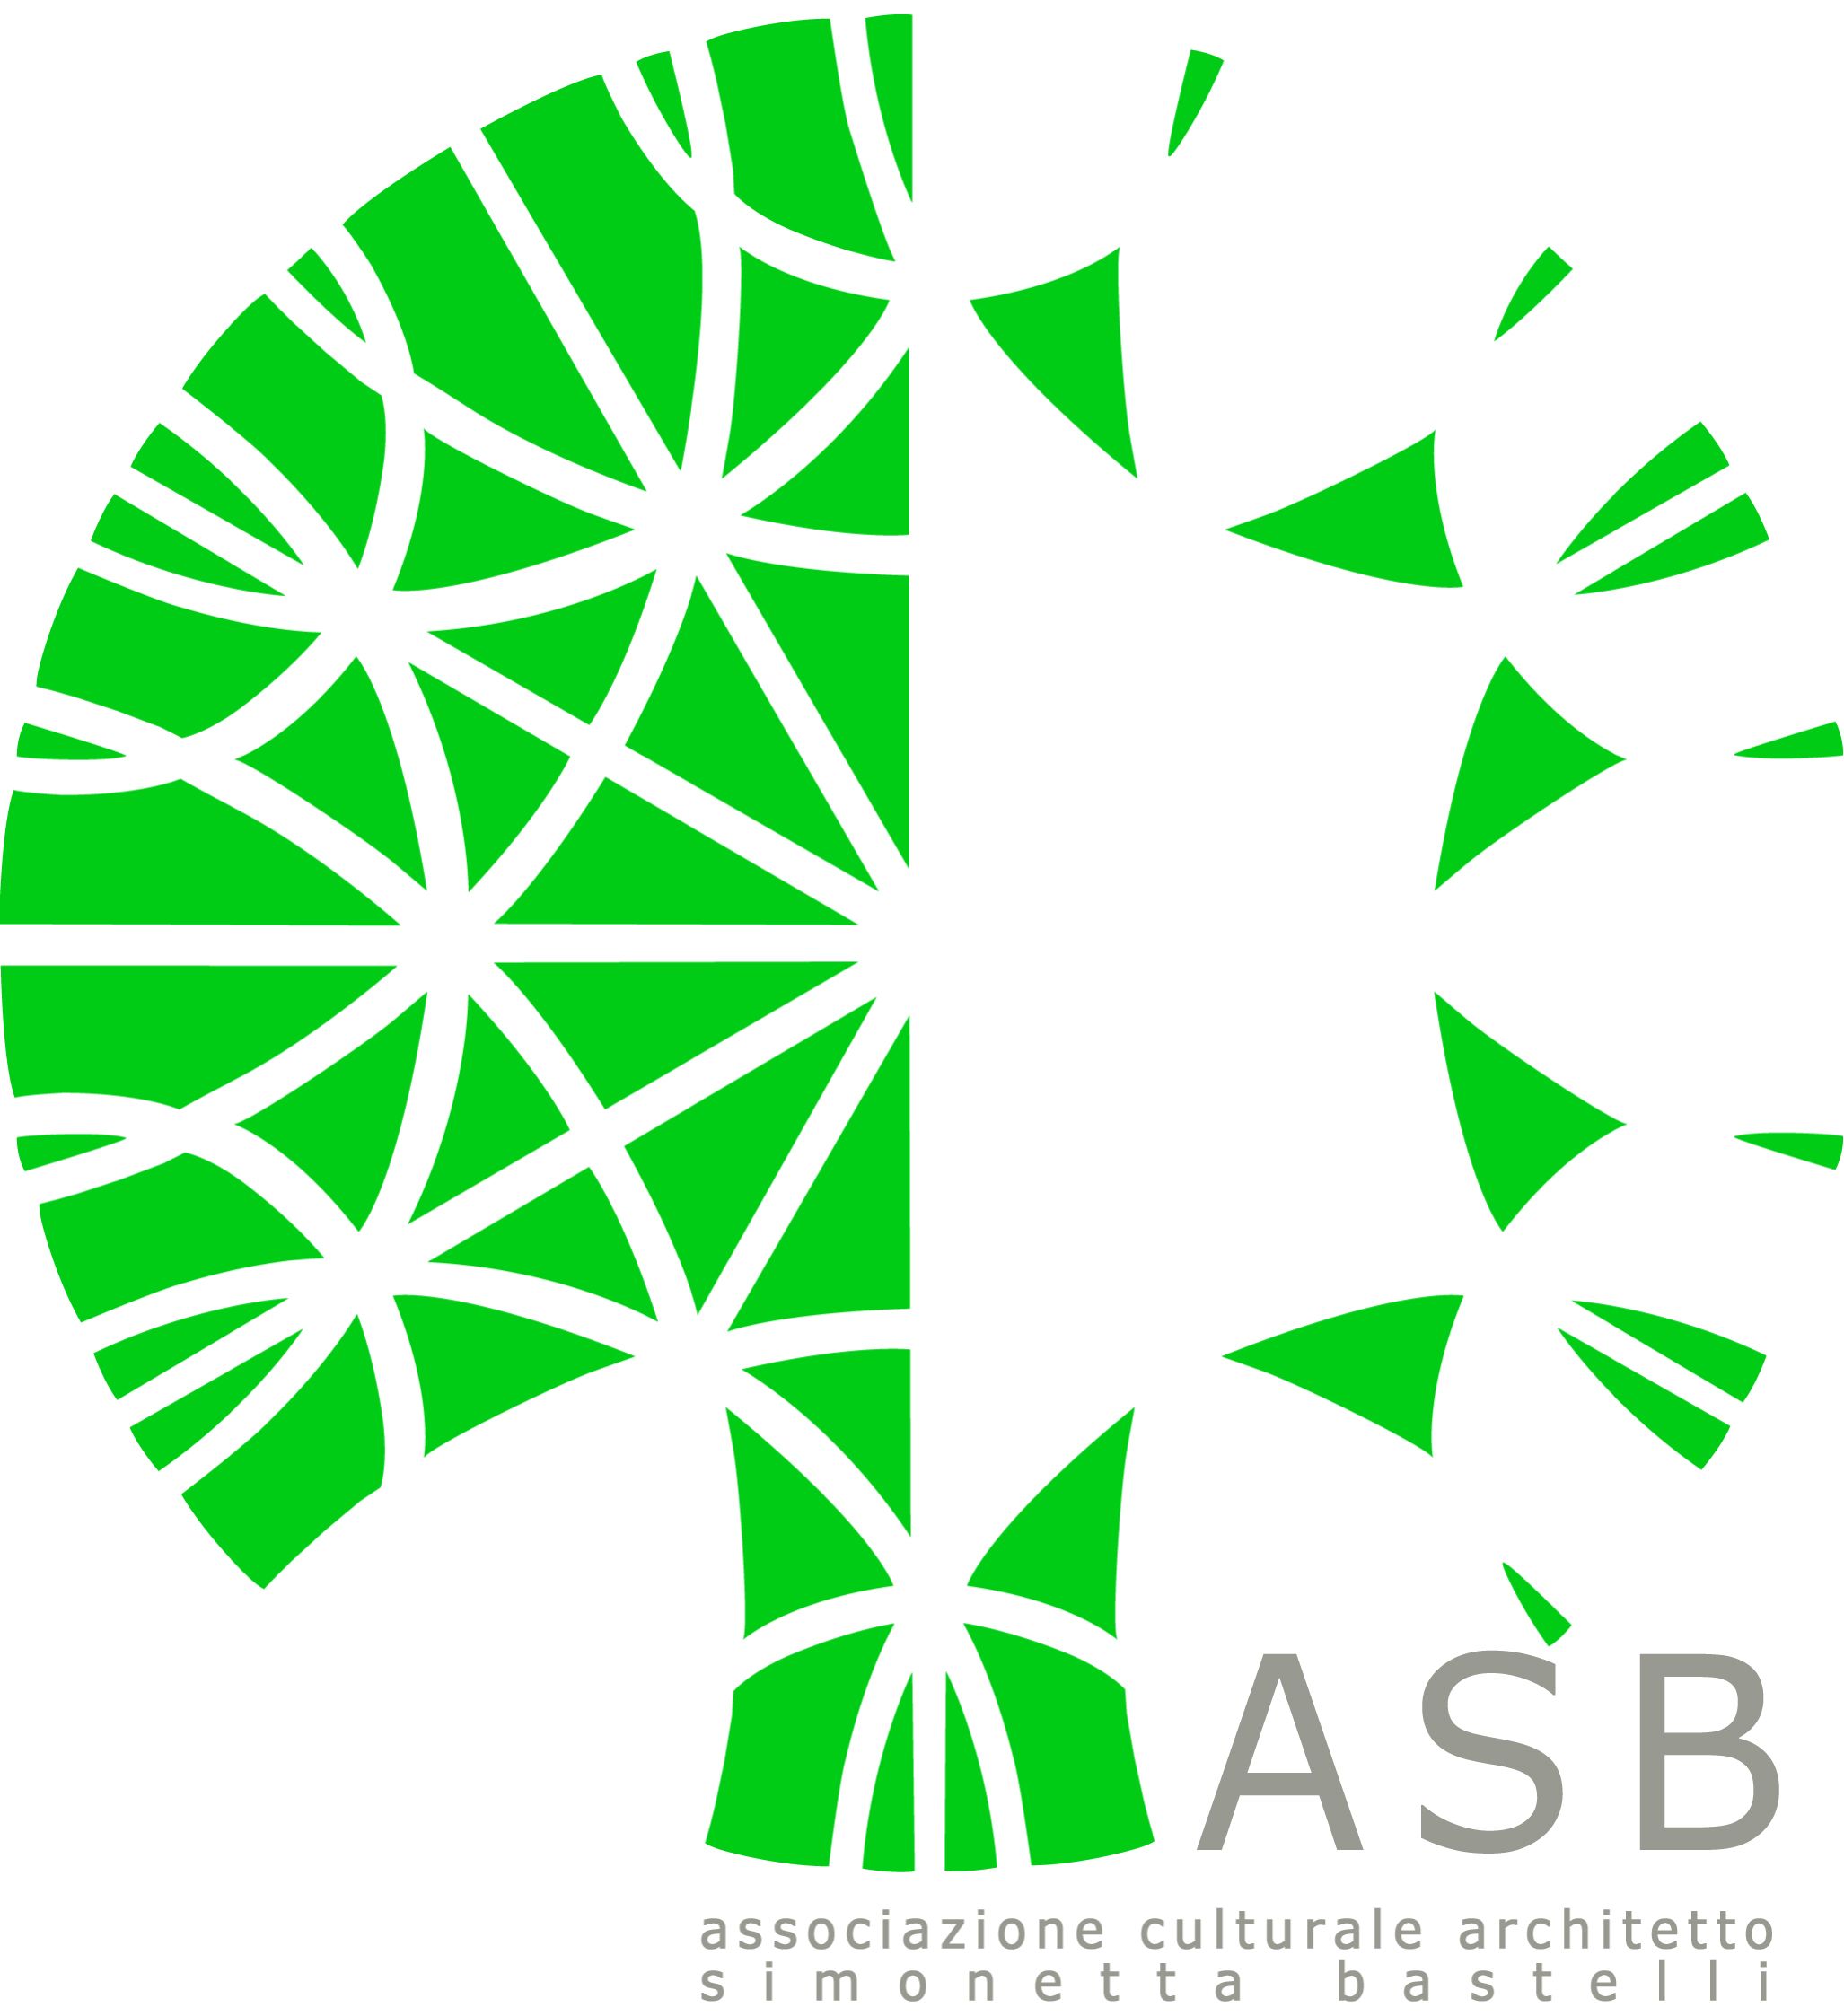 ASB
associazione culturale architetto
simonetta bastelli